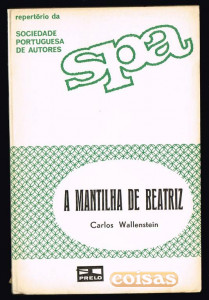 repertório da
SOCIEDADE
PORTUGUESA
DE AUTORES
spa
A MANTILHA DE BEATRIZ
Carlos Wallenstein
PRELO
coisas